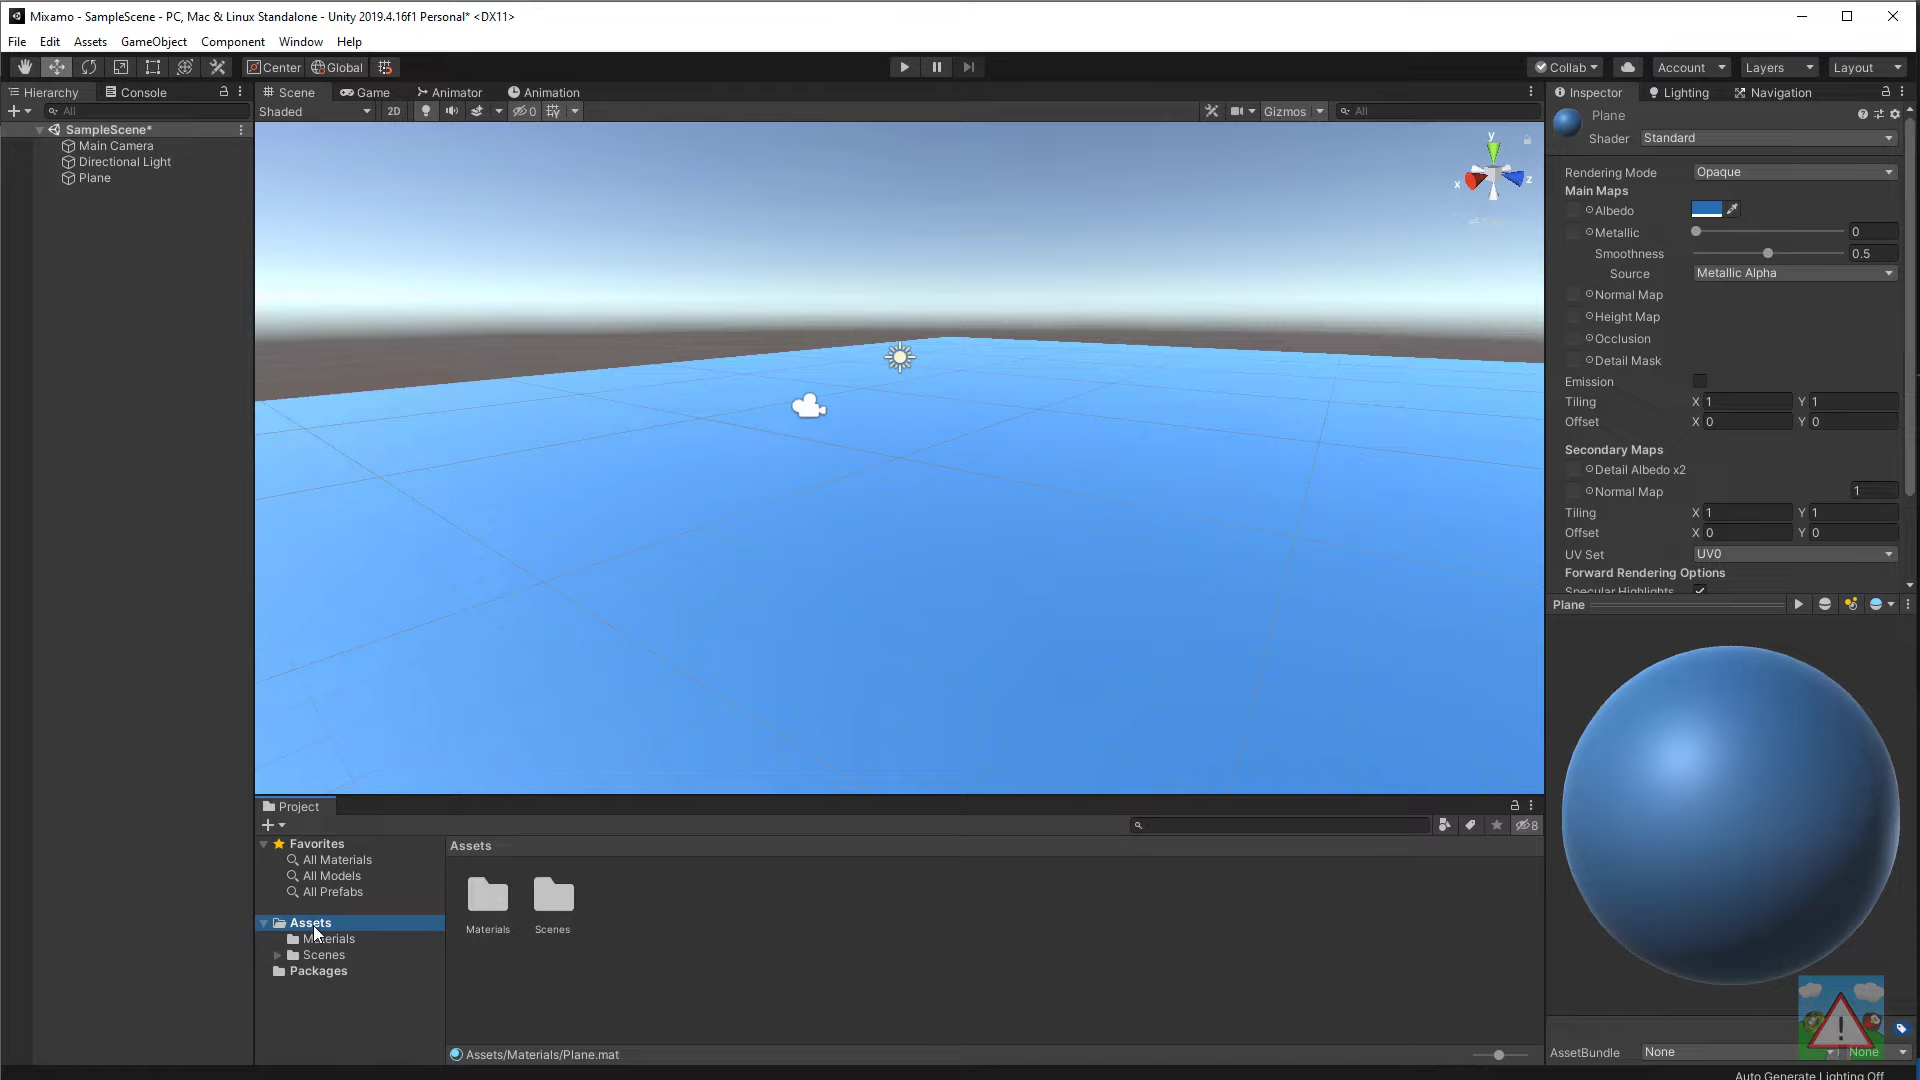 Mixamo - SampleScene - PC, Mac & Linux Standalone - Unity 2019.4.16f1 Personal* <DX11>
File Edit Assets GameObject Component Window Help
Center Global Collab Account Layers Layout
Hierarchy Console Scene Game Animator Animation Inspector Lighting Navigation
All Shaded 2D 0 Gizmos All
Plane
Shader Standard
SampleScene*
Main Camera
Directional Light
Plane
y
x
z
Rendering Mode Opaque
Main Maps
Albedo
Metallic 0
Smoothness 0.5
Source Metallic Alpha
Normal Map
Height Map
Occlusion
Detail Mask
Emission
Tiling X 1 Y 1
Offset X 0 Y 0
Secondary Maps
Detail Albedo x2
Normal Map 1
Tiling X 1 Y 1
Offset X 0 Y 0
UV Set UV0
Forward Rendering Options
Specular Highlights
Plane
Project
8
Favorites
All Materials
All Models
All Prefabs
Assets
Materials
Scenes
Packages
Assets
Materials Scenes
Assets/Materials/Plane.mat
AssetBundle None None
Auto Generate Lighting Off